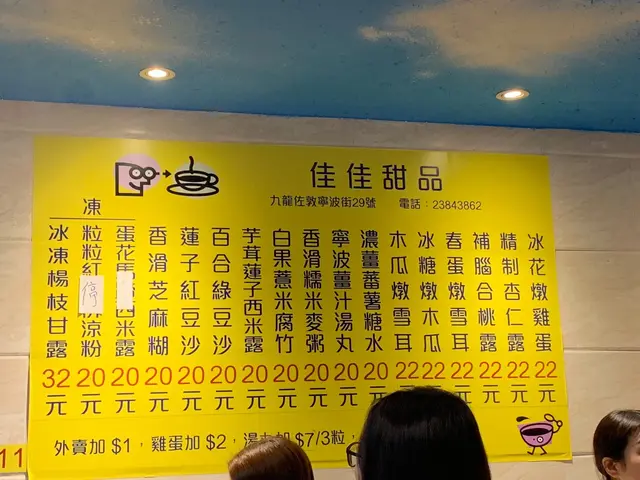 佳佳甜品
九龍佐敦寧波街29號 電話：23843862
冰花燉雞蛋 22元
精制杏仁露 22元
補腦合桃露 22元
春蛋燉雪耳 22元
冰糖燉木瓜 22元
木瓜燉雪耳 22元
濃薑蕃薯糖水 20元
寧波薑汁湯丸 20元
香滑糯米麥粥 20元
白果薏米腐竹 20元
芋茸蓮子西米露 20元
百合綠豆沙 20元
蓮子紅豆沙 20元
香滑芝麻糊 20元
凍
蛋花西米露 20元
粒粒紅停涼粉 20元
冰凍楊枝甘露 32元
外賣加 $1，雞蛋加 $2，湯丸加 $7/3粒，
11